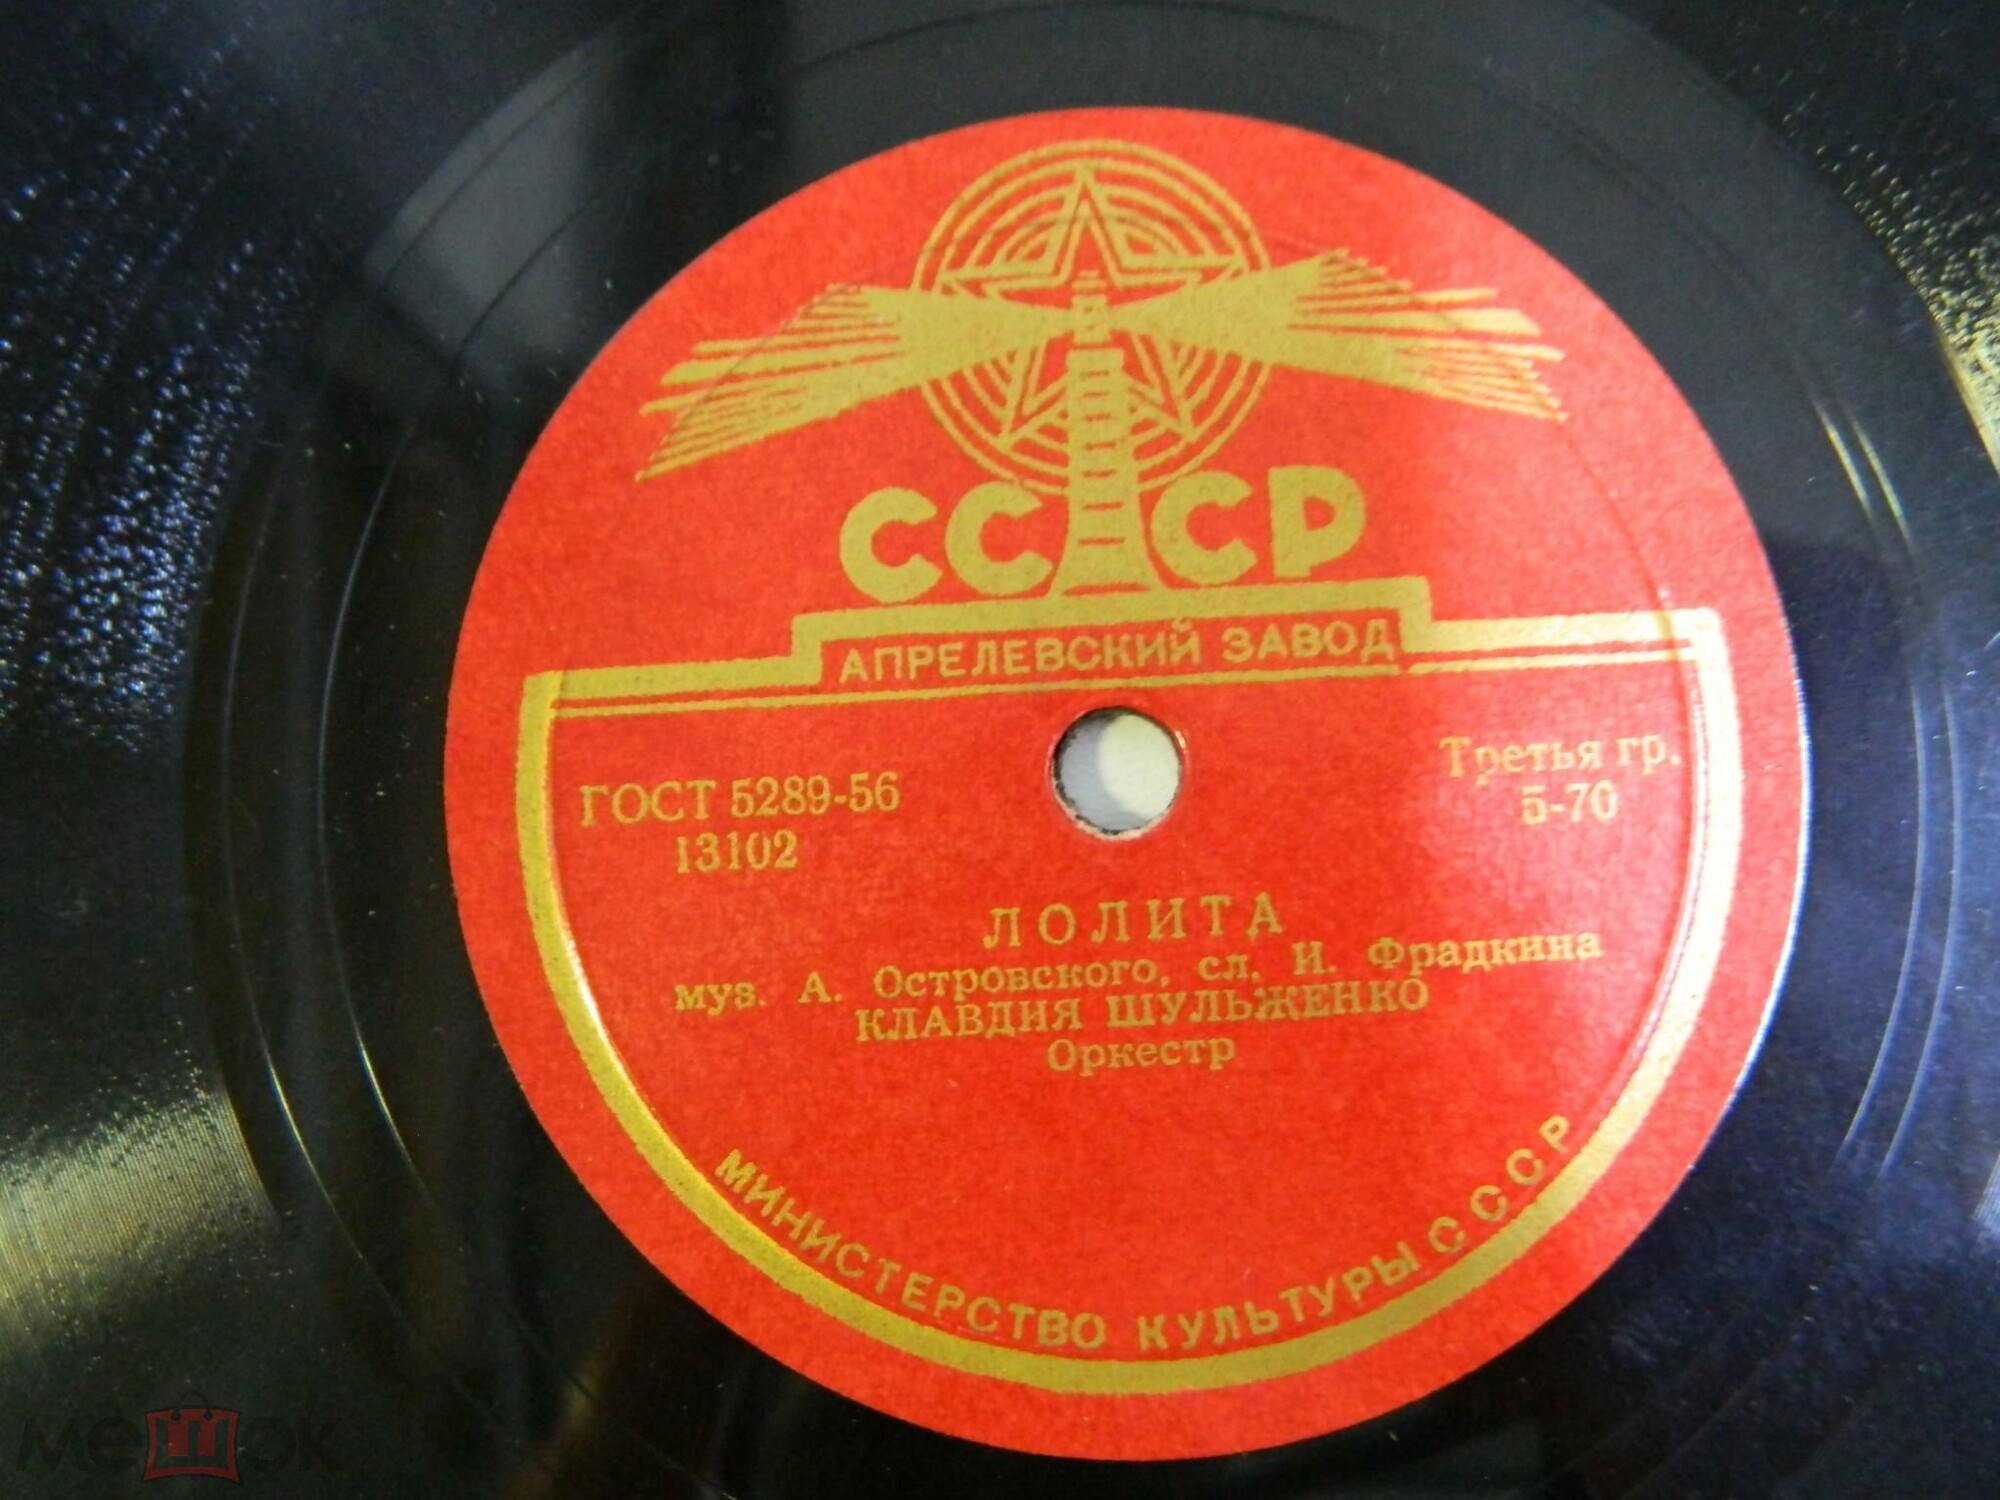 СССР
АПРЕЛЕВСКИЙ ЗАВОД
ГОСТ 5289-56
13102
Третья гр.
5-70
ЛОЛИТА
муз. А. Островского, сл. И. Фрадкина
КЛАВДИЯ ШУЛЬЖЕНКО
Оркестр
МИНИСТЕРСТВО КУЛЬТУРЫ СССР
мешок